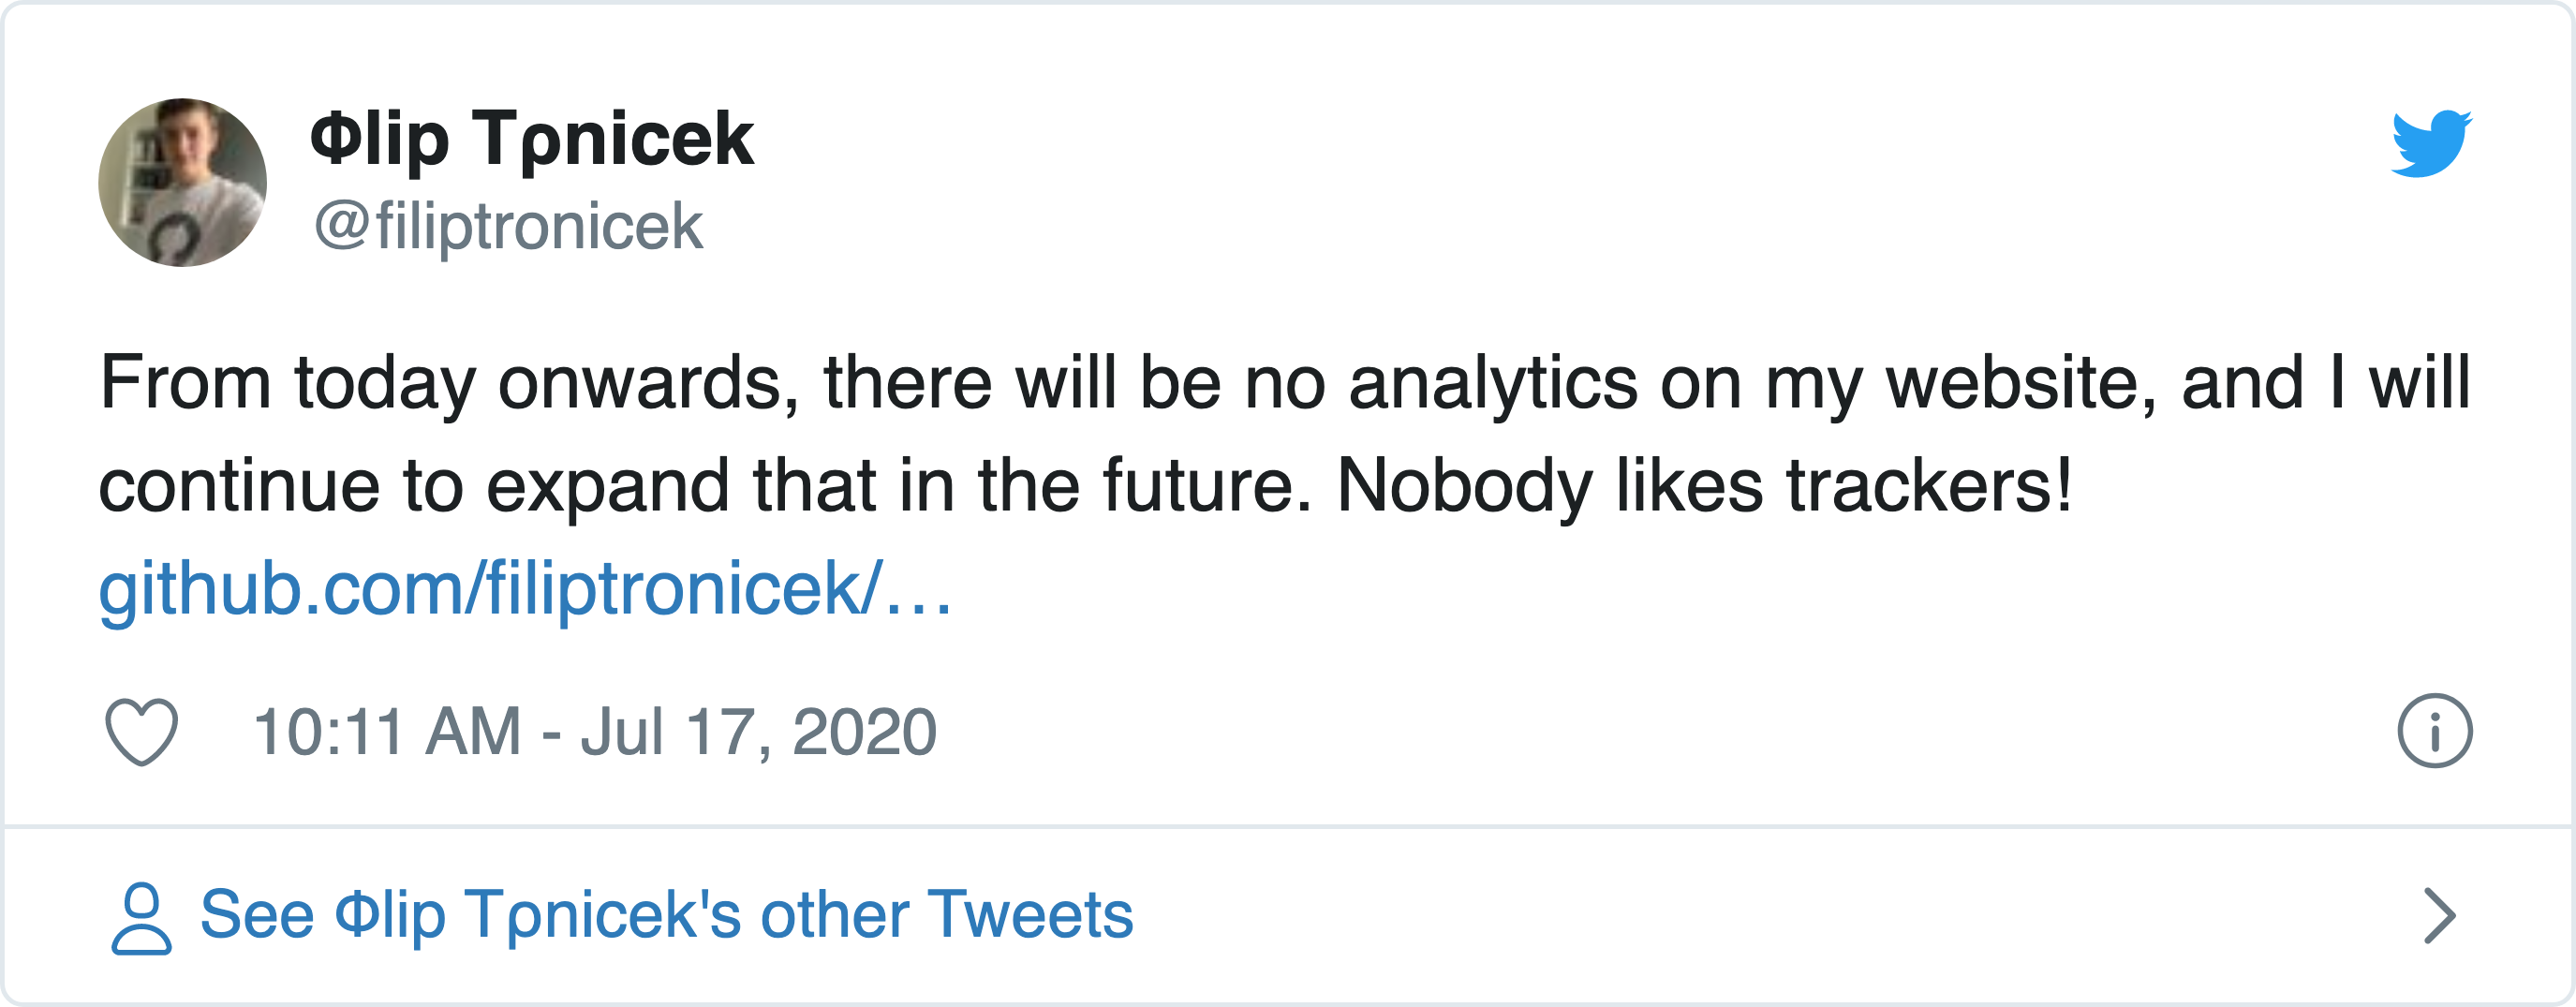 Φlip Tρnicek
@filiptronicek
From today onwards, there will be no analytics on my website, and I will
continue to expand that in the future. Nobody likes trackers!
github.com/filiptronicek/…
10:11 AM - Jul 17, 2020
See Φlip Tρnicek's other Tweets